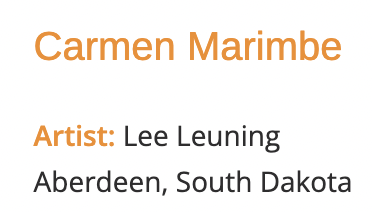 Carmen Marimbe
Artist: Lee Leuning
Aberdeen, South Dakota